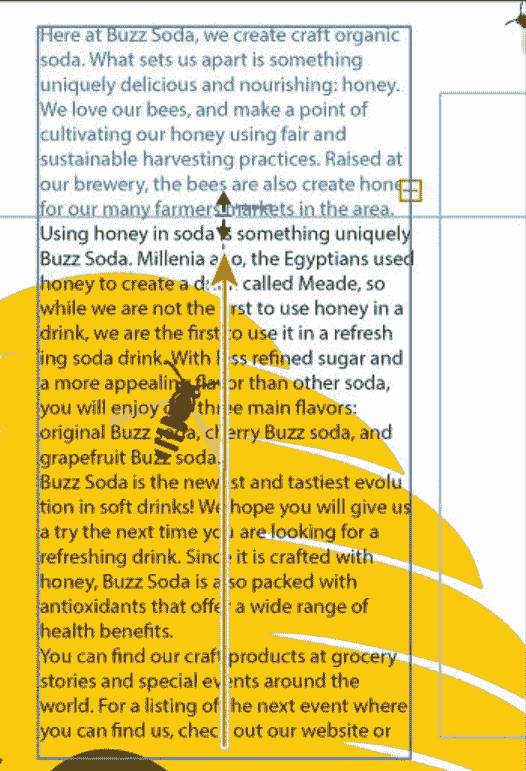 Here at Buzz Soda, we create craft organic
soda. What sets us apart is something
uniquely delicious and nourishing: honey.
We love our bees, and make a point of
cultivating our honey using fair and
sustainable harvesting practices. Raised at
our brewery, the bees are also create hone
for our many farmers markets in the area.
Using honey in soda is something uniquely
Buzz Soda. Millenia ago, the Egyptians used
honey to create a called Meade, so
while we are not the first to use honey in a
drink, we are the first to use it in a refresh
ing soda drink. With less refined sugar and
a more appealing flavor than other soda,
you will enjoy our three main flavors:
original Buzz soda, cherry Buzz soda, and
grapefruit Buzz soda.
Buzz Soda is the newest and tastiest evolu
tion in soft drinks! We hope you will give us
a try the next time you are looking for a
refreshing drink. Since it is crafted with
honey, Buzz Soda is also packed with
antioxidants that offer a wide range of
health benefits.
You can find our craft products at grocery
stories and special events around the
world. For a listing of the next event where
you can find us, check out our website or